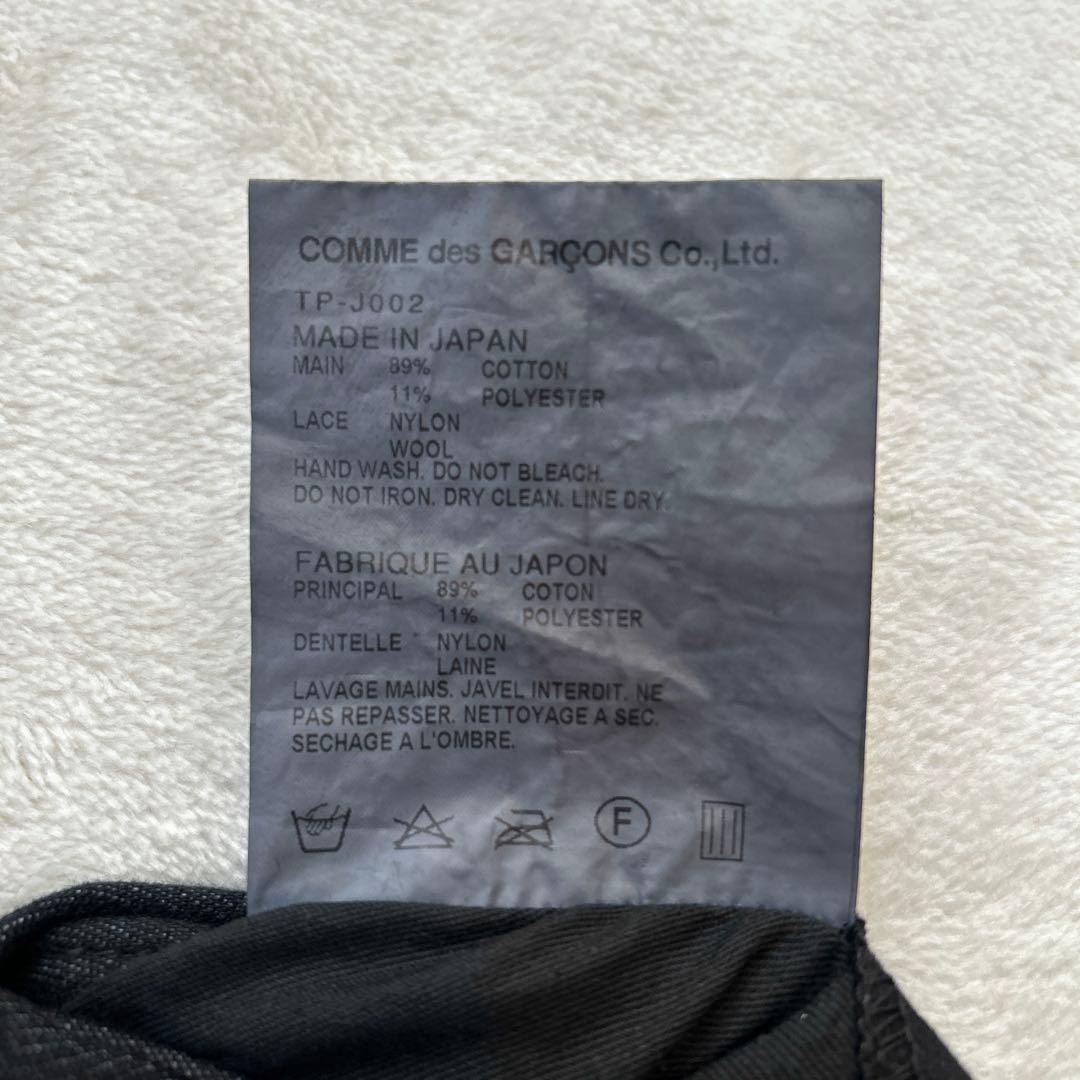 COMME des GARÇONS Co.,Ltd.
TP-J002
MADE IN JAPAN
MAIN 89% COTTON
11% POLYESTER
LACE NYLON
WOOL
HAND WASH. DO NOT BLEACH.
DO NOT IRON. DRY CLEAN. LINE DRY.
FABRIQUE AU JAPON
PRINCIPAL 89% COTON
11% POLYESTER
DENTELLE NYLON
LAINE
LAVAGE MAINS. JAVEL INTERDIT. NE
PAS REPASSER. NETTOYAGE A SEC.
SECHAGE A L'OMBRE.
F